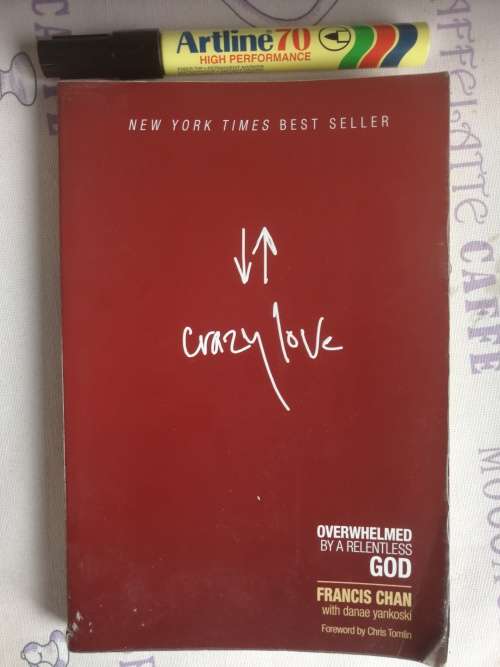 Artline 70
HIGH PERFORMANCE
NEW YORK TIMES BEST SELLER
crazy love
OVERWHELMED
BY A RELENTLESS
GOD
FRANCIS CHAN
with danae yankoski
Foreword by Chris Tomlin
CAFFE